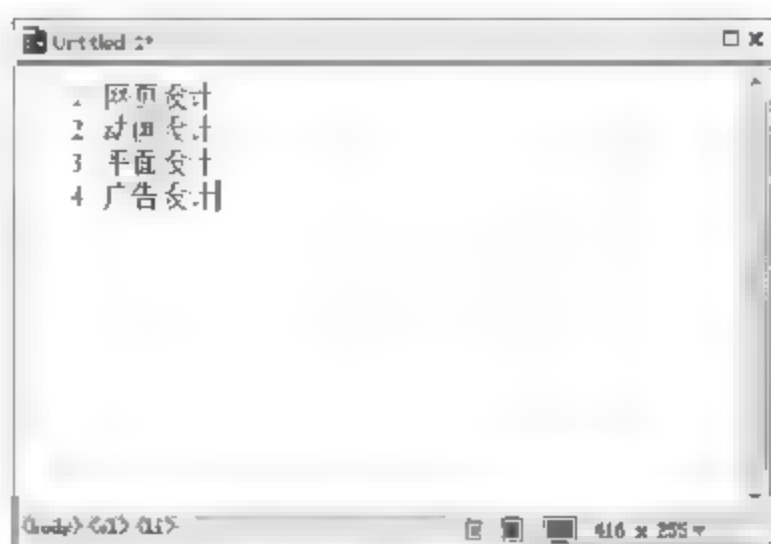 Untitled 2*
1 网页设计
2 动画设计
3 平面设计
4 广告设计
<body> <ol> <li>
416 x 255